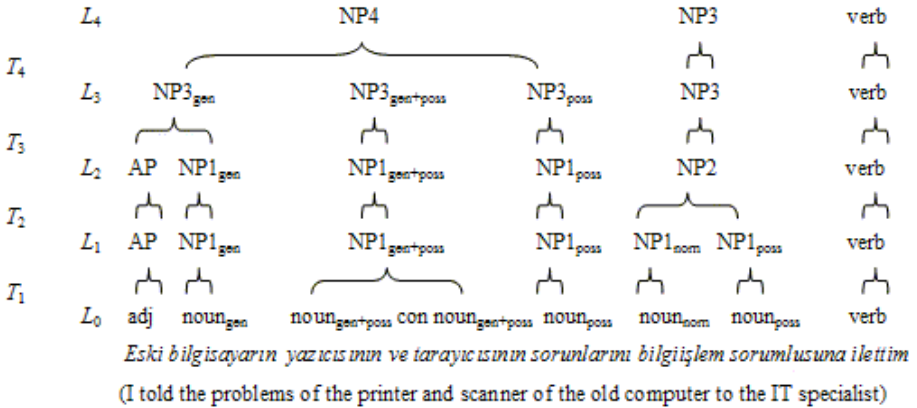 L4 NP4 NP3 verb
T4
L3 NP3gen NP3gen+poss NP3poss NP3 verb
T3
L2 AP NP1gen NP1gen+poss NP1poss NP2 verb
T2
L1 AP NP1gen NP1gen+poss NP1poss NP1nom NP1poss verb
T1
L0 adj noungen noungen+poss con noungen+poss nounposs nounnom nounposs verb
Eski bilgisayarın yazıcısının ve tarayıcısının sorunlarını bilgiişlem sorumlusuna ilettim
(I told the problems of the printer and scanner of the old computer to the IT specialist)